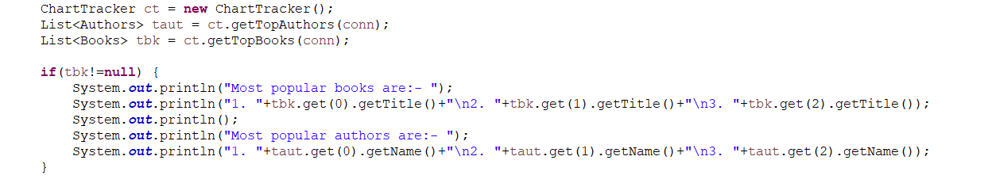 ChartTracker ct = new ChartTracker();
List<Authors> taut = ct.getTopAuthors(conn);
List<Books> tbk = ct.getTopBooks(conn);
if(tbk!=null) {
System.out.println("Most popular books are:- ");
System.out.println("1. "+tbk.get(0).getTitle()+"\n2. "+tbk.get(1).getTitle()+"\n3. "+tbk.get(2).getTitle());
System.out.println();
System.out.println("Most popular authors are:- ");
System.out.println("1. "+taut.get(0).getName()+"\n2. "+taut.get(1).getName()+"\n3. "+taut.get(2).getName());
}